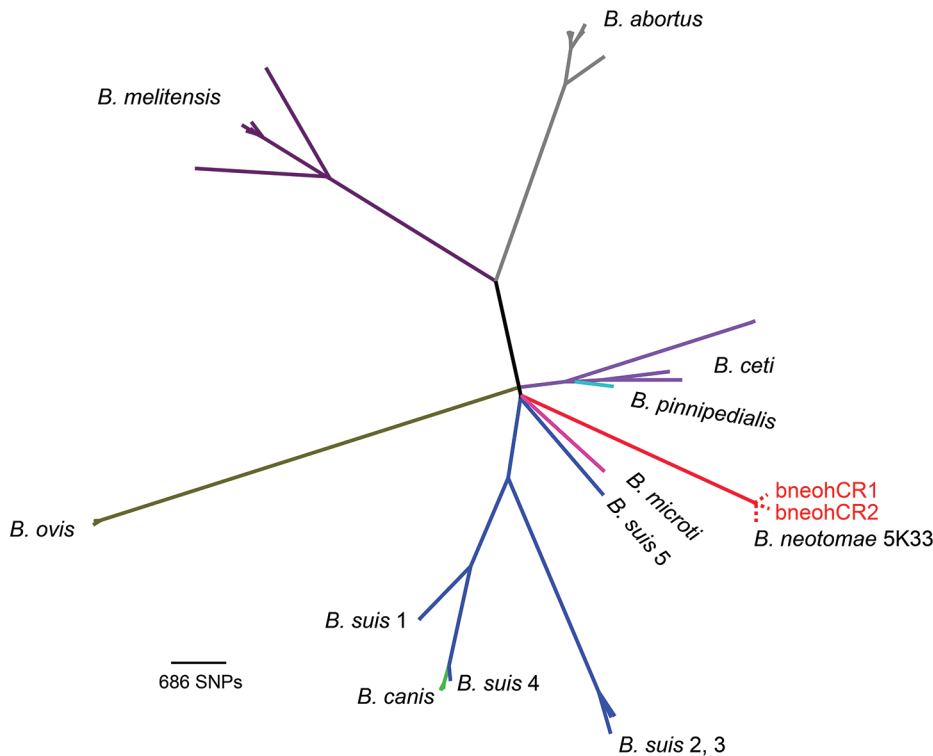 B. abortus
B. melitensis
B. ceti
B. pinnipedialis
B. microti
B. suis 5
bneohCR1
bneohCR2
B. neotomae 5K33
B. ovis
B. suis 1
686 SNPs
B. canis
B. suis 4
B. suis 2, 3